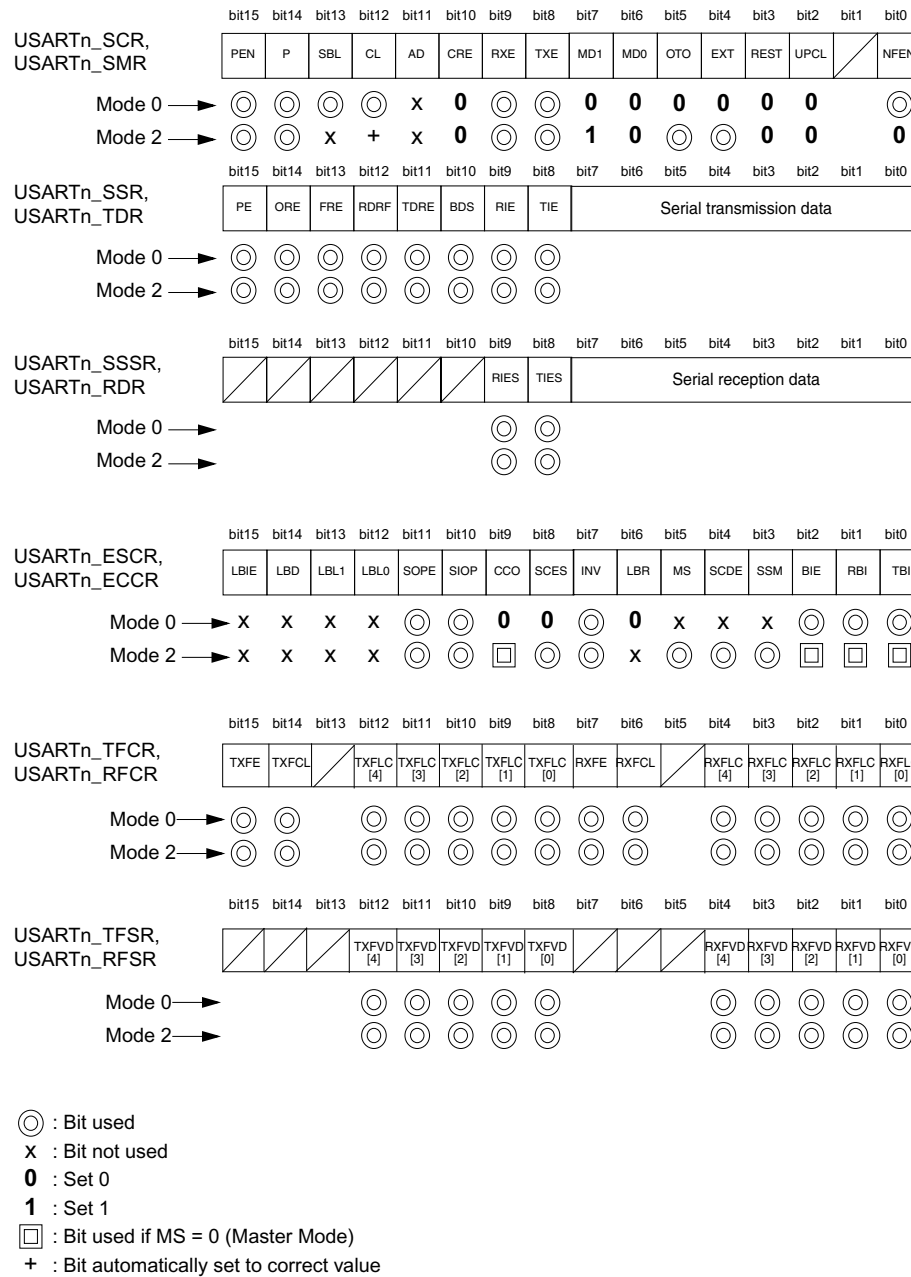 bit15 bit14 bit13 bit12 bit11 bit10 bit9 bit8 bit7 bit6 bit5 bit4 bit3 bit2 bit1 bit0
USARTn_SCR,
USARTn_SMR
PEN P SBL CL AD CRE RXE TXE MD1 MD0 OTO EXT REST UPCL NFEN
Mode 0 x 0 0 0 0 0 0 0
Mode 2 x + x 0 1 0 0 0 0
bit15 bit14 bit13 bit12 bit11 bit10 bit9 bit8 bit7 bit6 bit5 bit4 bit3 bit2 bit1 bit0
USARTn_SSR,
USARTn_TDR
PE ORE FRE RDRF TDRE BDS RIE TIE Serial transmission data
Mode 0
Mode 2
bit15 bit14 bit13 bit12 bit11 bit10 bit9 bit8 bit7 bit6 bit5 bit4 bit3 bit2 bit1 bit0
USARTn_SSSR,
USARTn_RDR
RIES TIES Serial reception data
Mode 0
Mode 2
bit15 bit14 bit13 bit12 bit11 bit10 bit9 bit8 bit7 bit6 bit5 bit4 bit3 bit2 bit1 bit0
USARTn_ESCR,
USARTn_ECCR
LBIE LBD LBL1 LBL0 SOPE SIOP CCO SCES INV LBR MS SCDE SSM BIE RBI TBI
Mode 0 x x x x 0 0 0 x x x
Mode 2 x x x x x
bit15 bit14 bit13 bit12 bit11 bit10 bit9 bit8 bit7 bit6 bit5 bit4 bit3 bit2 bit1 bit0
USARTn_TFCR,
USARTn_RFCR
TXFE TXFCL TXFLC [4] TXFLC [3] TXFLC [2] TXFLC [1] TXFLC [0] RXFE RXFCL RXFLC [4] RXFLC [3] RXFLC [2] RXFLC [1] RXFL [0]
Mode 0
Mode 2
bit15 bit14 bit13 bit12 bit11 bit10 bit9 bit8 bit7 bit6 bit5 bit4 bit3 bit2 bit1 bit0
USARTn_TFSR,
USARTn_RFSR
TXFVD [4] TXFVD [3] TXFVD [2] TXFVD [1] TXFVD [0] RXFVD [4] RXFVD [3] RXFVD [2] RXFVD [1] RXFV [0]
Mode 0
Mode 2
: Bit used
x : Bit not used
0 : Set 0
1 : Set 1
: Bit used if MS = 0 (Master Mode)
+ : Bit automatically set to correct value